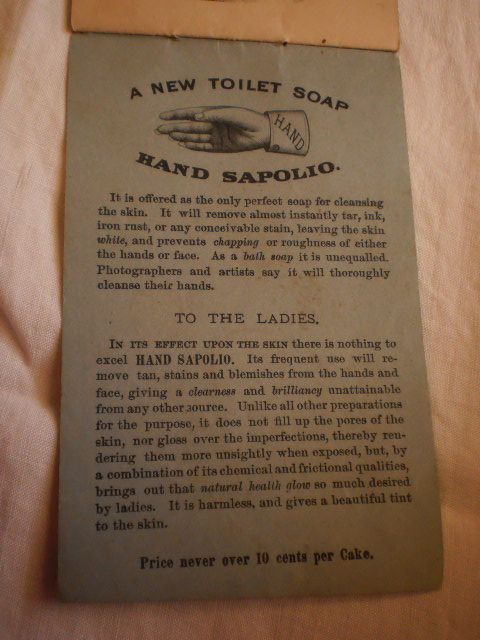 A NEW TOILET SOAP
HAND
HAND SAPOLIO.
It is offered as the only perfect soap for cleansing
the skin. It will remove almost instantly tar, ink,
iron rust, or any conceivable stain, leaving the skin
white, and prevents chapping or roughness of either
the hands or face. As a bath soap it is unequalled.
Photographers and artists say it will thoroughly
cleanse their hands.
TO THE LADIES.
IN ITS EFFECT UPON THE SKIN there is nothing to
excel HAND SAPOLIO. Its frequent use will re-
move tan, stains and blemishes from the hands and
face, giving a clearness and brilliancy unattainable
from any other source. Unlike all other preparations
for the purpose, it does not fill up the pores of the
skin, nor gloss over the imperfections, thereby ren-
dering them more unsightly when exposed, but, by
a combination of its chemical and frictional qualities,
brings out that natural health glow so much desired
by ladies. It is harmless, and gives a beautiful tint
to the skin.
Price never over 10 cents per Cake.